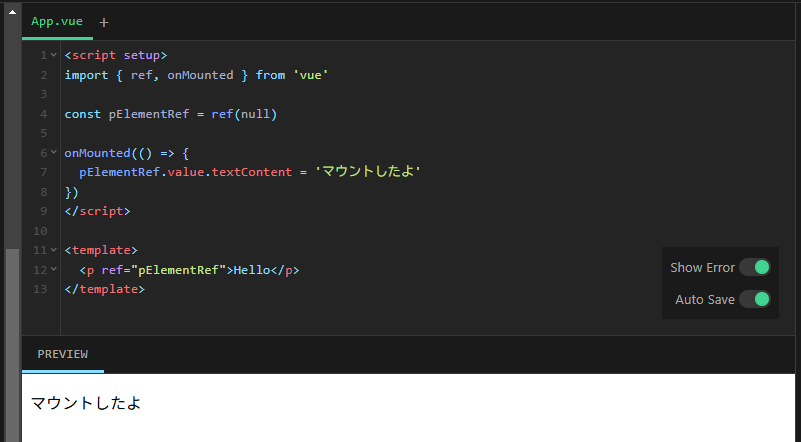 App.vue +
1 <script setup>
2 import { ref, onMounted } from 'vue'
3
4 const pElementRef = ref(null)
5
6 onMounted(() => {
7   pElementRef.value.textContent = 'マウントしたよ'
8 })
9 </script>
10
11 <template>
12   <p ref="pElementRef">Hello</p>
13 </template>
Show Error
Auto Save
PREVIEW
マウントしたよ